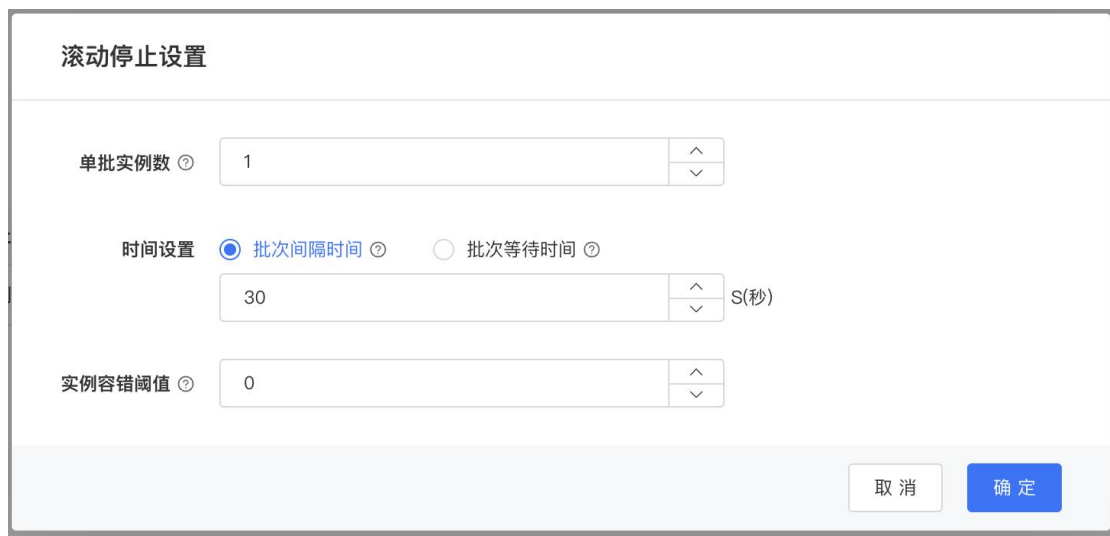 滚动停止设置
单批实例数 1
时间设置 批次间隔时间 批次等待时间
30 S(秒)
实例容错阈值 0
取 消 确 定